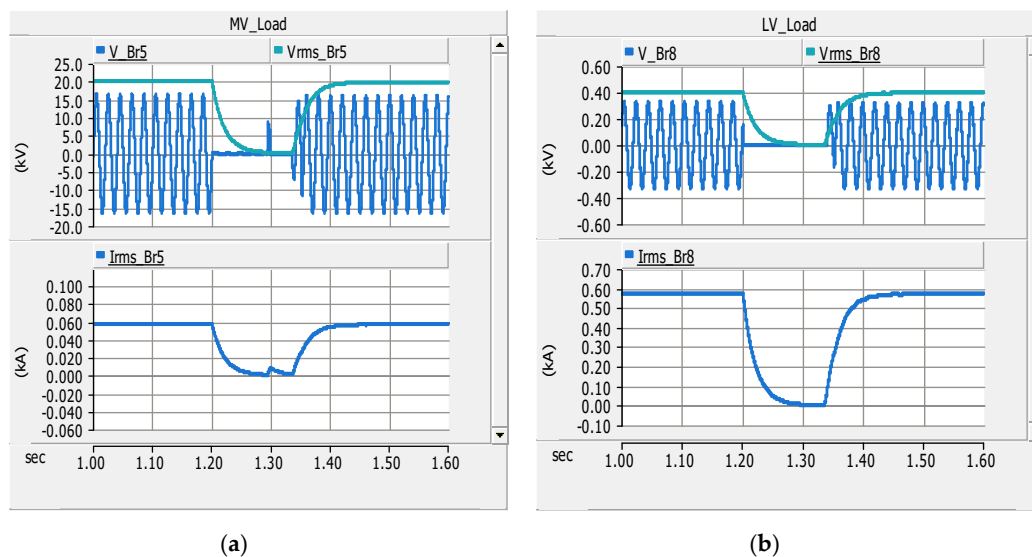 MV_Load
V_Br5 Vrms_Br5
25.0
20.0
15.0
10.0
5.0
0.0
-5.0
-10.0
-15.0
-20.0
(kV)
Irms_Br5
0.100
0.080
0.060
0.040
0.020
0.000
-0.020
-0.040
-0.060
(kA)
sec 1.00 1.10 1.20 1.30 1.40 1.50 1.60
(a)
LV_Load
V_Br8 Vrms_Br8
0.60
0.40
0.20
0.00
-0.20
-0.40
-0.60
(kV)
Irms_Br8
0.70
0.60
0.50
0.40
0.30
0.20
0.10
0.00
-0.10
(kA)
sec 1.00 1.10 1.20 1.30 1.40 1.50 1.60
(b)